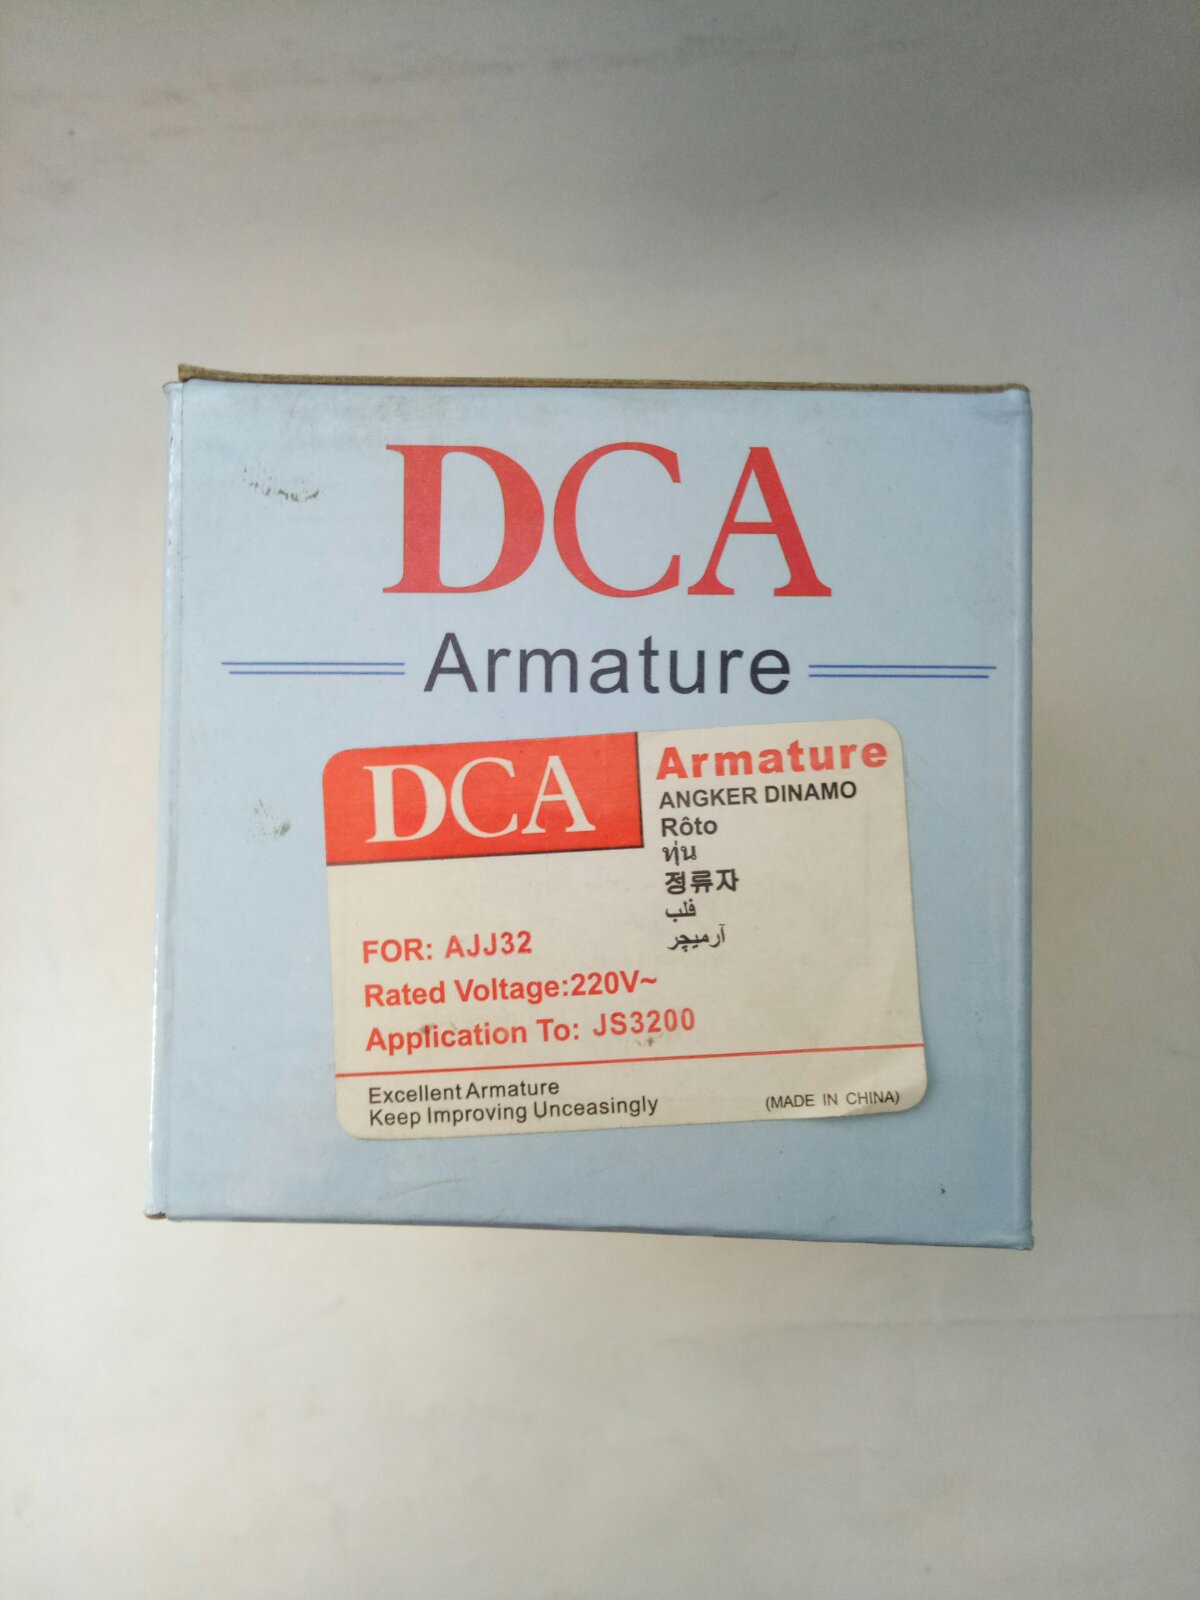 DCA
Armature
DCA
Armature
ANGKER DINAMO
Rôto
ทุ่น
정류자
قلب
آرمیچر
FOR: AJJ32
Rated Voltage:220V~
Application To: JS3200
Excellent Armature
Keep Improving Unceasingly
(MADE IN CHINA)